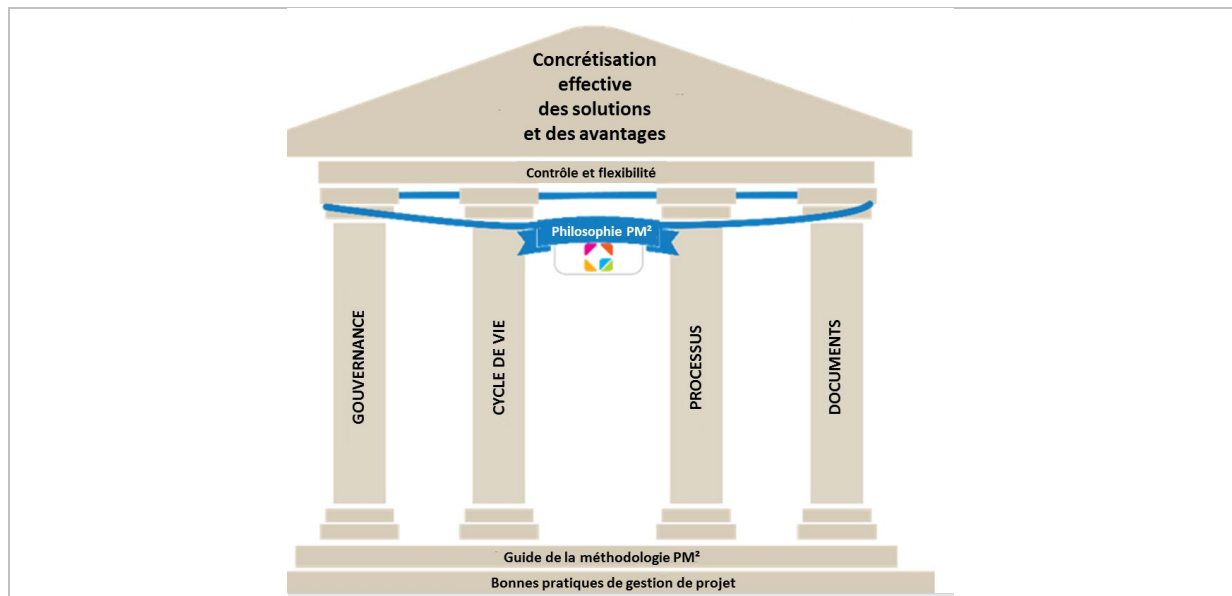 Concrétisation
effective
des solutions
et des avantages
Contrôle et flexibilité
Philosophie PM²
GOUVERNANCE
CYCLE DE VIE
PROCESSUS
DOCUMENTS
Guide de la méthodologie PM²
Bonnes pratiques de gestion de projet